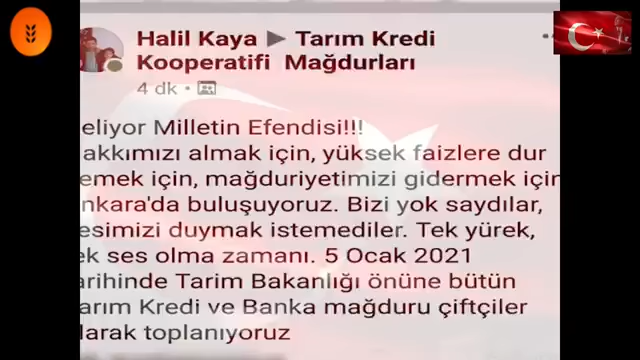 Halil Kaya ▶ Tarım Kredi
Kooperatifi Mağdurları
4 dk •
eliyor Milletin Efendisi!!!
akkımızı almak için, yüksek faizlere dur
emek için, mağduriyetimizi gidermek için
nkara'da buluşuyoruz. Bizi yok saydılar,
esimizi duymak istemediler. Tek yürek,
ek ses olma zamanı. 5 Ocak 2021
arihinde Tarim Bakanlığı önüne bütün
arım Kredi ve Banka mağduru çiftçiler
larak toplanıyoruz